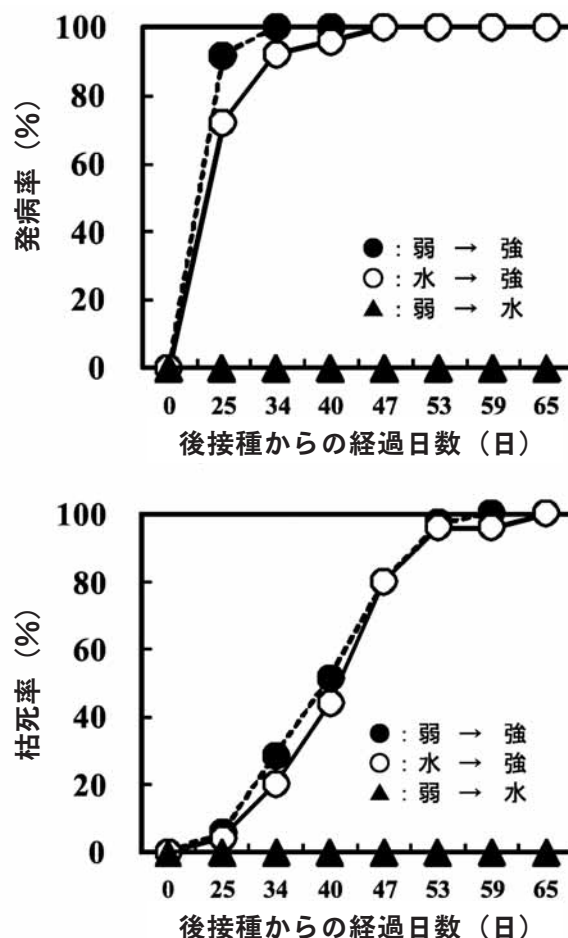 発病率（%）
100
80
60
40
20
0
●：弱 → 強
○：水 → 強
▲：弱 → 水
0 25 34 40 47 53 59 65
後接種からの経過日数（日）
枯死率（%）
100
80
60
40
20
0
●：弱 → 強
○：水 → 強
▲：弱 → 水
0 25 34 40 47 53 59 65
後接種からの経過日数（日）